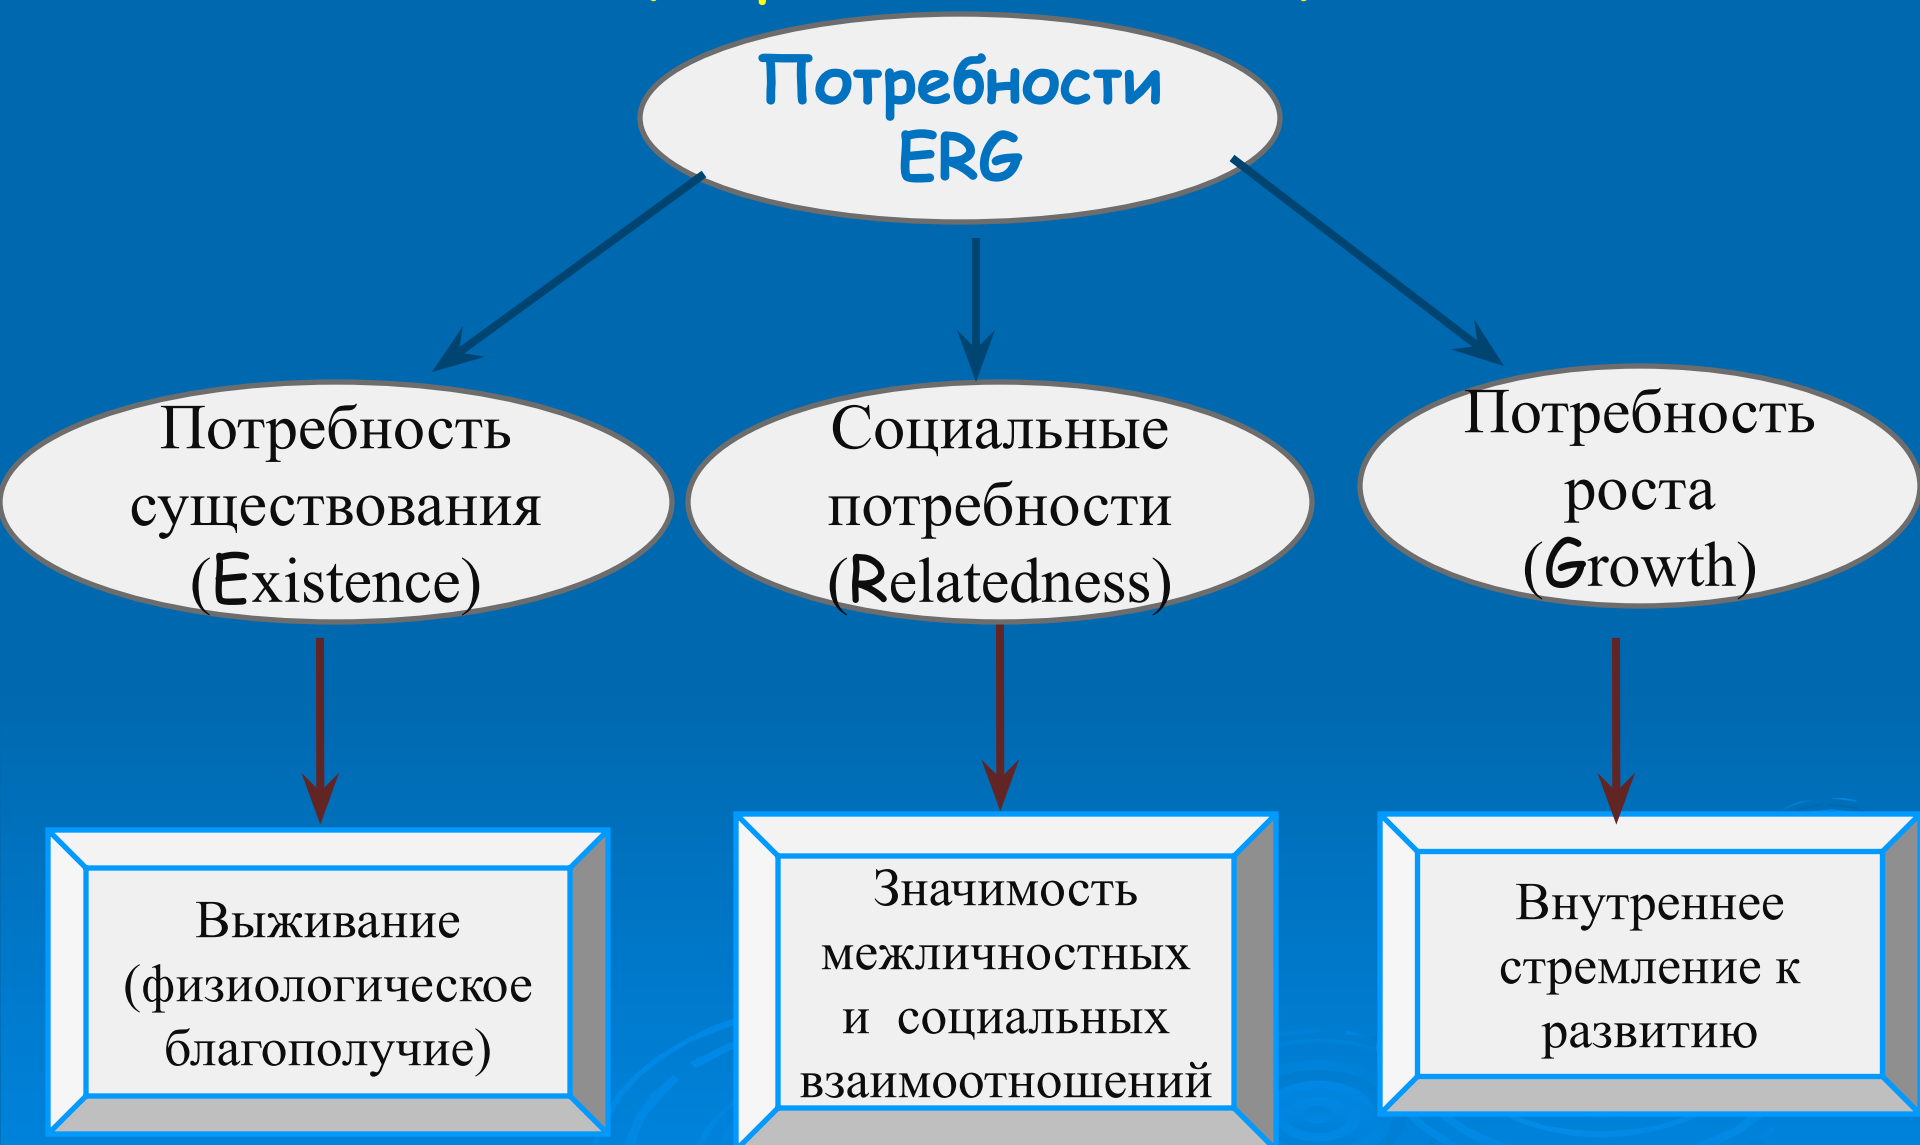 Потребности
ERG
Потребность
существования
(Existence)
Социальные
потребности
(Relatedness)
Потребность
роста
(Growth)
Выживание
(физиологическое
благополучие)
Значимость
межличностных
и социальных
взаимоотношений
Внутреннее
стремление к
развитию